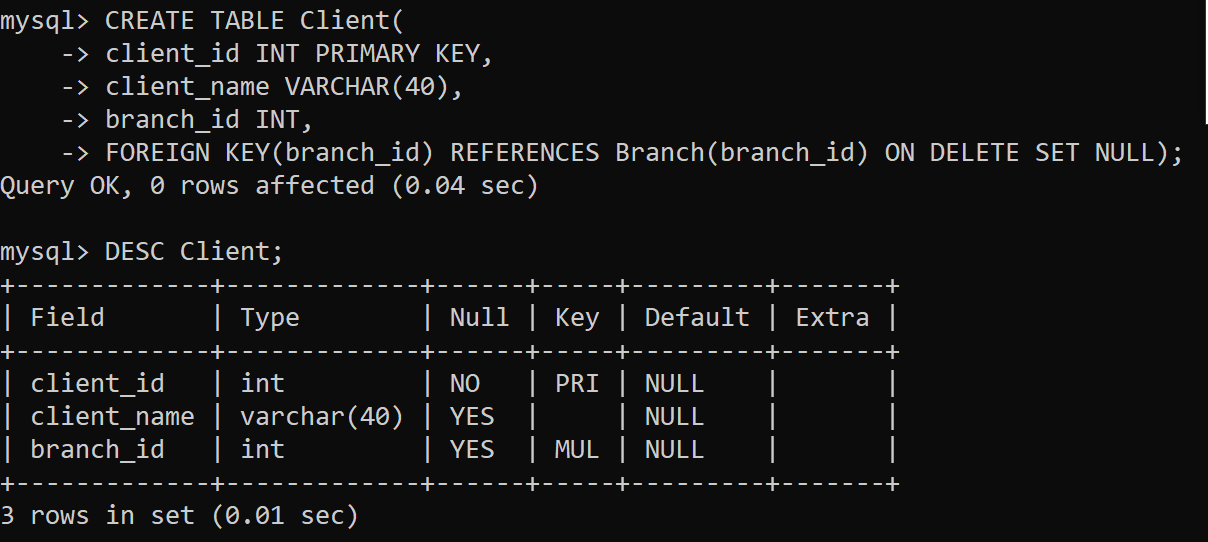 mysql> CREATE TABLE Client(
    -> client_id INT PRIMARY KEY,
    -> client_name VARCHAR(40),
    -> branch_id INT,
    -> FOREIGN KEY(branch_id) REFERENCES Branch(branch_id) ON DELETE SET NULL);
Query OK, 0 rows affected (0.04 sec)

mysql> DESC Client;
+-------------+-------------+------+-----+---------+-------+
| Field       | Type        | Null | Key | Default | Extra |
+-------------+-------------+------+-----+---------+-------+
| client_id   | int         | NO   | PRI | NULL    |       |
| client_name | varchar(40) | YES  |     | NULL    |       |
| branch_id   | int         | YES  | MUL | NULL    |       |
+-------------+-------------+------+-----+---------+-------+
3 rows in set (0.01 sec)